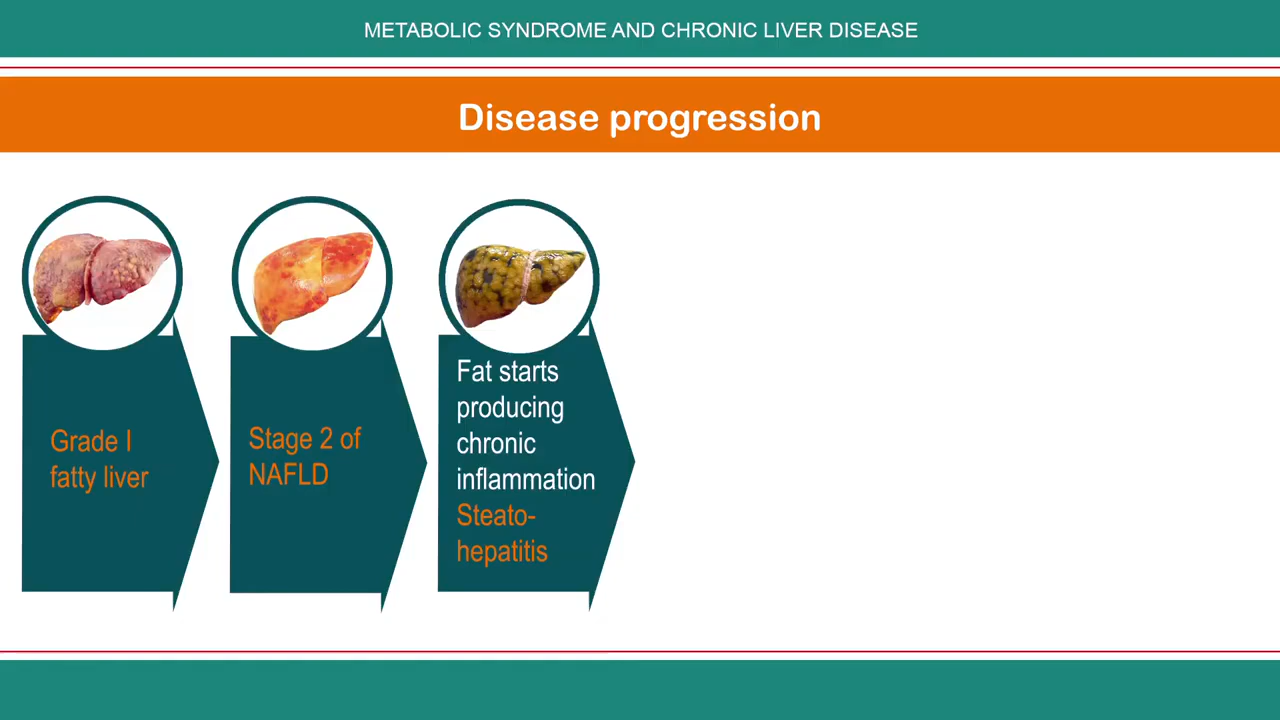 METABOLIC SYNDROME AND CHRONIC LIVER DISEASE
Disease progression
Grade I
fatty liver
Stage 2 of
NAFLD
Fat starts
producing
chronic
inflammation
Steato-
hepatitis